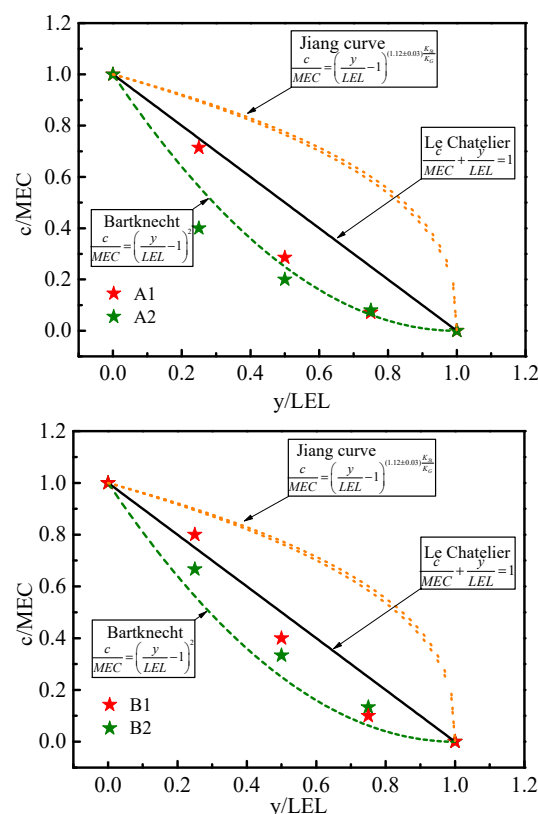 1.2
1.0
0.8
0.6
0.4
0.2
0.0
c/MEC
Jiang curve
c/MEC=(y/LEL-1)^(1.12±0.03)K_St/K_G
Le Chatelier
c/MEC+y/LEL=1
Bartknecht
c/MEC=(y/LEL-1)^2
A1
A2
0.0 0.2 0.4 0.6 0.8 1.0 1.2
y/LEL
1.2
1.0
0.8
0.6
0.4
0.2
0.0
c/MEC
Jiang curve
c/MEC=(y/LEL-1)^(1.12±0.03)K_St/K_G
Le Chatelier
c/MEC+y/LEL=1
Bartknecht
c/MEC=(y/LEL-1)^2
B1
B2
0.0 0.2 0.4 0.6 0.8 1.0 1.2
y/LEL